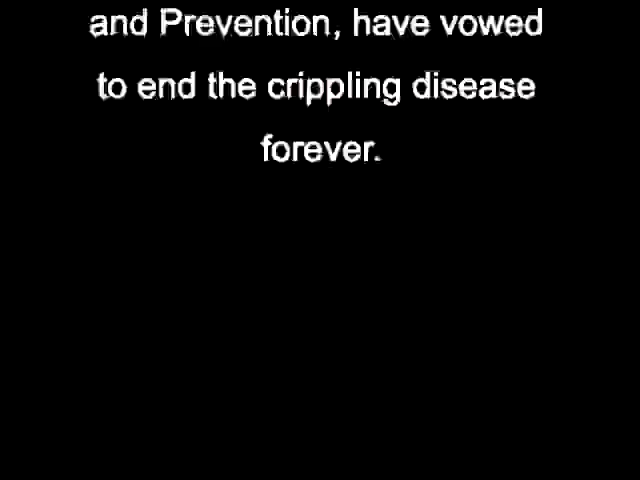 and Prevention, have vowed
to end the crippling disease
forever.